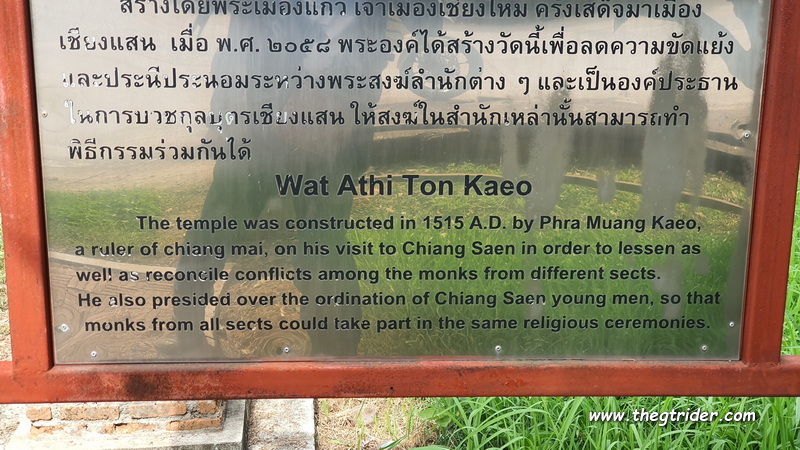 สร้างโดยพระเมืองแก้ว เจ้าเมืองเชียงใหม่ ครั้งเสด็จมาเมือง
เชียงแสน เมื่อ พ.ศ. ๒๐๕๘ พระองค์ได้สร้างวัดนี้เพื่อลดความขัดแย้ง
และประนีประนอมระหว่างพระสงฆ์สำนักต่าง ๆ และเป็นองค์ประธาน
ในการบวชกุลบุตรเชียงแสน ให้สงฆ์ในสำนักเหล่านั้นสามารถทำ
พิธีกรรมร่วมกันได้
Wat Athi Ton Kaeo
The temple was constructed in 1515 A.D. by Phra Muang Kaeo,
a ruler of chiang mai, on his visit to Chiang Saen in order to lessen as
well as reconcile conflicts among the monks from different sects.
He also presided over the ordination of Chiang Saen young men, so that
monks from all sects could take part in the same religious ceremonies.
www.thegtrider.com